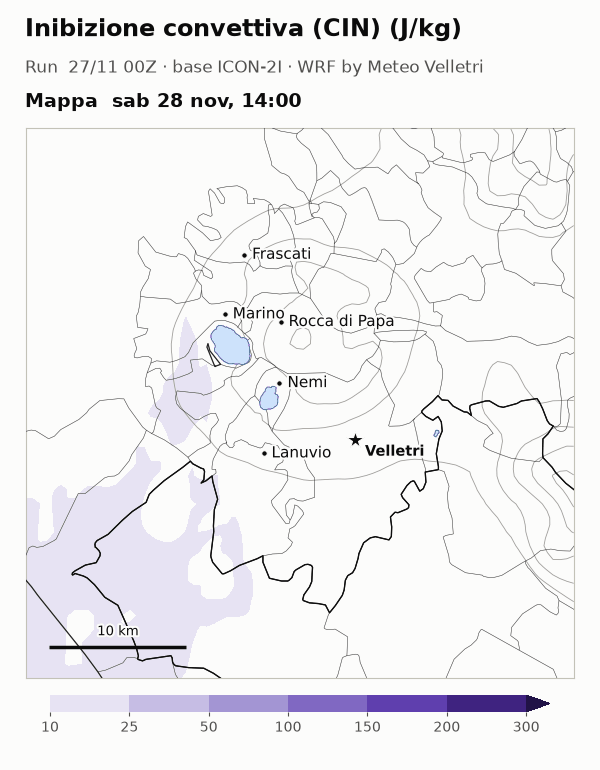 Inibizione convettiva (CIN) (J/kg)
Run  27/11 00Z · base ICON-2I · WRF by Meteo Velletri
Mappa  sab 28 nov, 14:00
Frascati
Marino
Rocca di Papa
Nemi
Velletri
Lanuvio
10 km
10 25 50 100 150 200 300